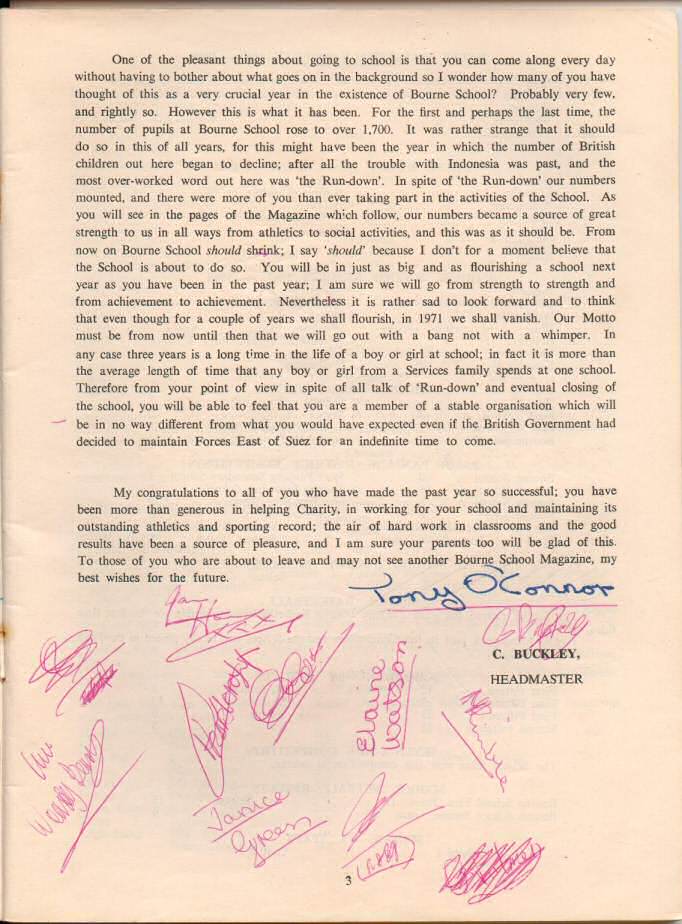 One of the pleasant things about going to school is that you can come along every day
without having to bother about what goes on in the background so I wonder how many of you have
thought of this as a very crucial year in the existence of Bourne School? Probably very few,
and rightly so. However this is what it has been. For the first and perhaps the last time, the
number of pupils at Bourne School rose to over 1,700. It was rather strange that it should
do so in this of all years, for this might have been the year in which the number of British
children out here began to decline; after all the trouble with Indonesia was past, and the
most over-worked word out here was 'the Run-down'. In spite of 'the Run-down' our numbers
mounted, and there were more of you than ever taking part in the activities of the School. As
you will see in the pages of the Magazine which follow, our numbers became a source of great
strength to us in all ways from athletics to social activities, and this was as it should be. From
now on Bourne School should shrink; I say 'should' because I don't for a moment believe that
the School is about to do so. You will be in just as big and as flourishing a school next
year as you have been in the past year; I am sure we will go from strength to strength and
from achievement to achievement. Nevertheless it is rather sad to look forward and to think
that even though for a couple of years we shall flourish, in 1971 we shall vanish. Our Motto
must be from now until then that we will go out with a bang not with a whimper. In
any case three years is a long time in the life of a boy or girl at school; in fact it is more than
the average length of time that any boy or girl from a Services family spends at one school.
Therefore from your point of view in spite of all talk of 'Run-down' and eventual closing of
the school, you will be able to feel that you are a member of a stable organisation which will
be in no way different from what you would have expected even if the British Government had
decided to maintain Forces East of Suez for an indefinite time to come.
My congratulations to all of you who have made the past year so successful; you have
been more than generous in helping Charity, in working for your school and maintaining its
outstanding athletics and sporting record; the air of hard work in classrooms and the good
results have been a source of pleasure, and I am sure your parents too will be glad of this.
To those of you who are about to leave and may not see another Bourne School Magazine, my
best wishes for the future.
Tony O'Connor
C. BUCKLEY,
HEADMASTER
Elaine
Watson
Wendy
Janice
Green
3